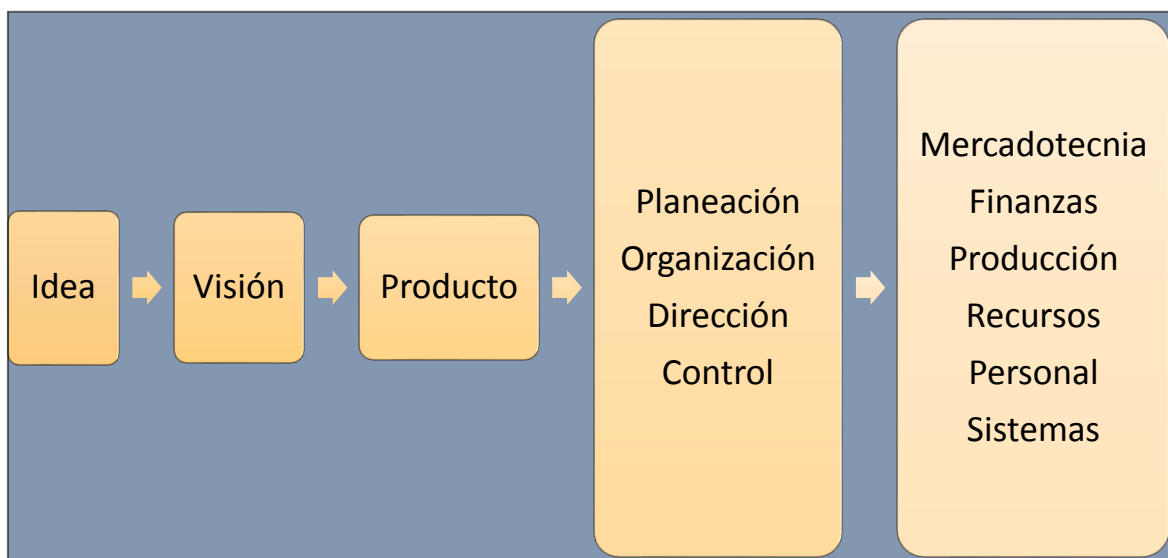 Idea
Visión
Producto
Planeación
Organización
Dirección
Control
Mercadotecnia
Finanzas
Producción
Recursos
Personal
Sistemas